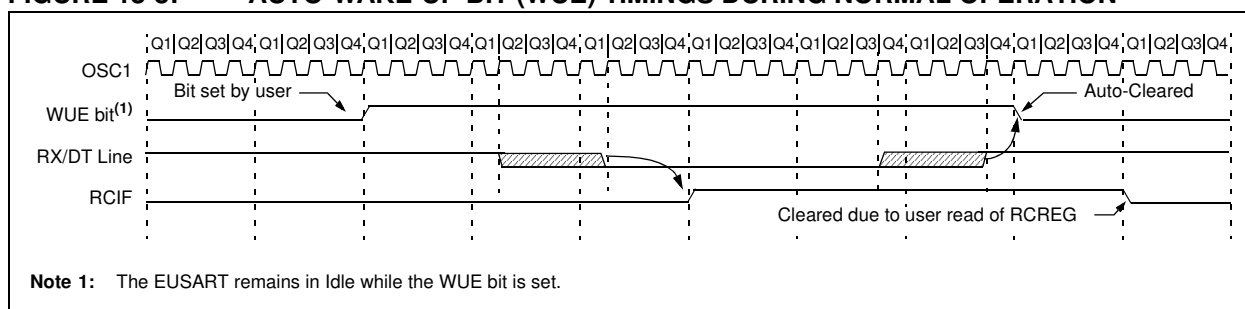 AUTO-WAKE-UP BIT (WUE) TIMINGS DURING NORMAL OPERATION
Q1 Q2 Q3 Q4 Q1 Q2 Q3 Q4 Q1 Q2 Q3 Q4 Q1 Q2 Q3 Q4 Q1 Q2 Q3 Q4 Q1 Q2 Q3 Q4 Q1 Q2 Q3 Q4 Q1 Q2 Q3 Q4 Q1 Q2 Q3 Q4 Q1 Q2 Q3 Q4
OSC1
Bit set by user
Auto-Cleared
WUE bit(1)
RX/DT Line
RCIF
Cleared due to user read of RCREG
Note 1: The EUSART remains in Idle while the WUE bit is set.